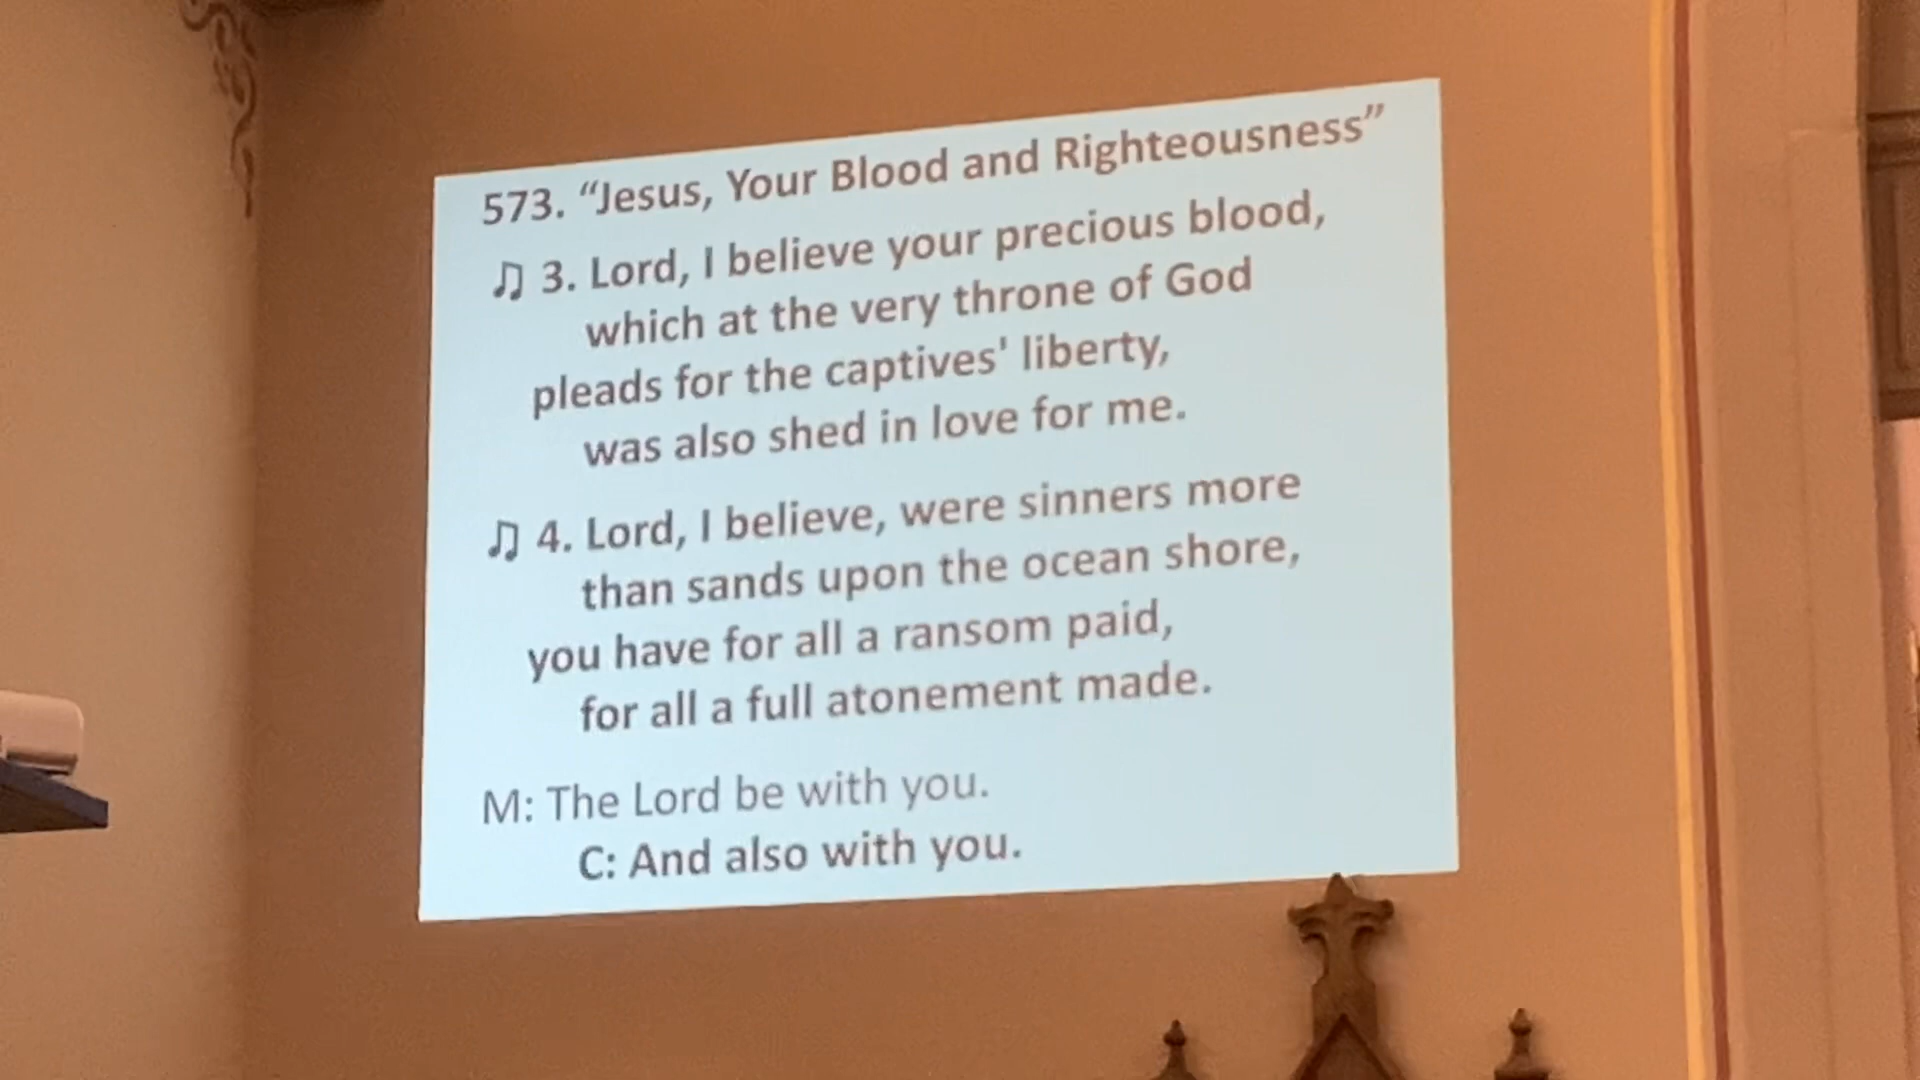 573. “Jesus, Your Blood and Righteousness”
♫ 3. Lord, I believe your precious blood,
which at the very throne of God
pleads for the captives' liberty,
was also shed in love for me.
♫ 4. Lord, I believe, were sinners more
than sands upon the ocean shore,
you have for all a ransom paid,
for all a full atonement made.
M: The Lord be with you.
C: And also with you.